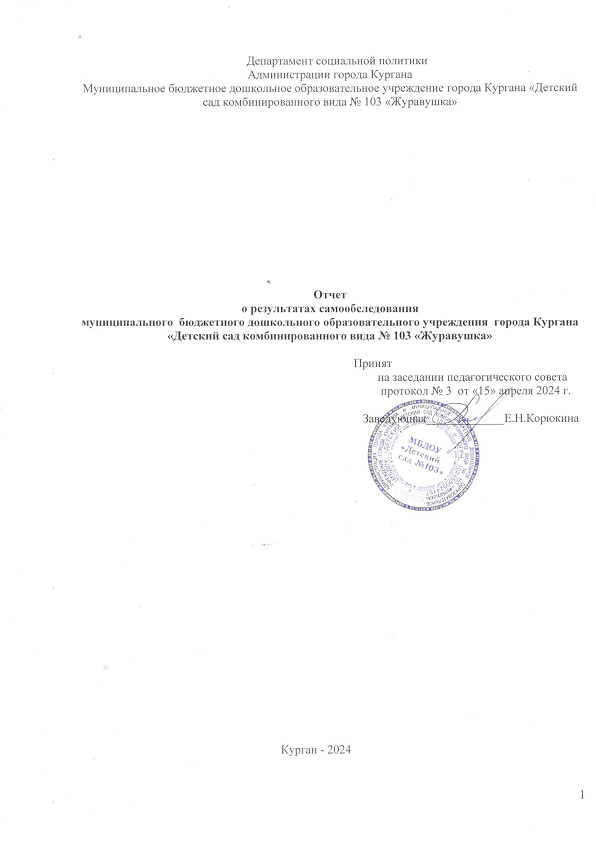 Департамент социальной политики
Администрации города Кургана
Муниципальное бюджетное дошкольное образовательное учреждение города Кургана «Детский
сад комбинированного вида № 103 «Журавушка»
Отчет
о результатах самообследования
муниципального бюджетного дошкольного образовательного учреждения города Кургана
«Детский сад комбинированного вида № 103 «Журавушка»
Принят
на заседании педагогического совета
протокол № 3 от «15» апреля 2024 г.
Заведующая Е.Н.Корюкина
МБДОУ
«Детский
сад №103»
Курган - 2024
1